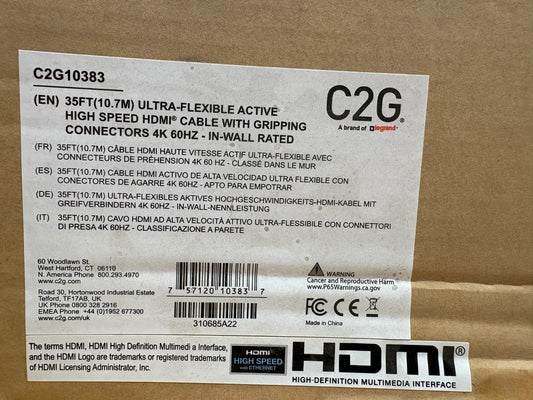 C2G10383
(EN) 35FT(10.7M) ULTRA-FLEXIBLE ACTIVE
HIGH SPEED HDMI® CABLE WITH GRIPPING
CONNECTORS 4K 60HZ - IN-WALL RATED
C2G®
A brand of legrand®
(FR) 35FT(10.7M) CÂBLE HDMI HAUTE VITESSE ACTIF ULTRA-FLEXIBLE AVEC
CONNECTEURS DE PRÉHENSION 4K 60 HZ - CLASSÉ DANS LE MUR
(ES) 35FT(10.7M) CABLE HDMI ACTIVO DE ALTA VELOCIDAD ULTRA FLEXIBLE CON
CONECTORES DE AGARRE 4K 60HZ - APTO PARA EMPOTRAR
(DE) 35FT(10.7M) ULTRA-FLEXIBLES AKTIVES HOCHGESCHWINDIGKEITS-HDMI-KABEL MIT
GREIFVERBINDERN 4K 60HZ - IN-WALL-NENNLEISTUNG
(IT) 35FT(10.7M) CAVO HDMI AD ALTA VELOCITÀ ATTIVO ULTRA-FLESSIBILE CON CONNETTORI
DI PRESA 4K 60HZ - CLASSIFICAZIONE A PARETE
60 Woodlawn St.
West Hartford, CT 06110
N. America Phone 800.293.4970
www.c2g.com
Road 30, Hortonwood Industrial Estate
Telford, TF17AB, UK
UK Phone 0800 328 2916
EMEA Phone +44 (0)1952 677300
www.c2g.com/uk
7 57120 10383 7
310685A22
WARNING
Cancer and Reproductive Harm
www.P65Warnings.ca.gov
FC CE
Made in China
The terms HDMI, HDMI High-Definition Multimedia Interface,
and the HDMI Logo are trademarks or registered trademarks
of HDMI Licensing Administrator, Inc.
HDMI
HIGH SPEED
with ETHERNET
HDMI®
HIGH-DEFINITION MULTIMEDIA INTERFACE